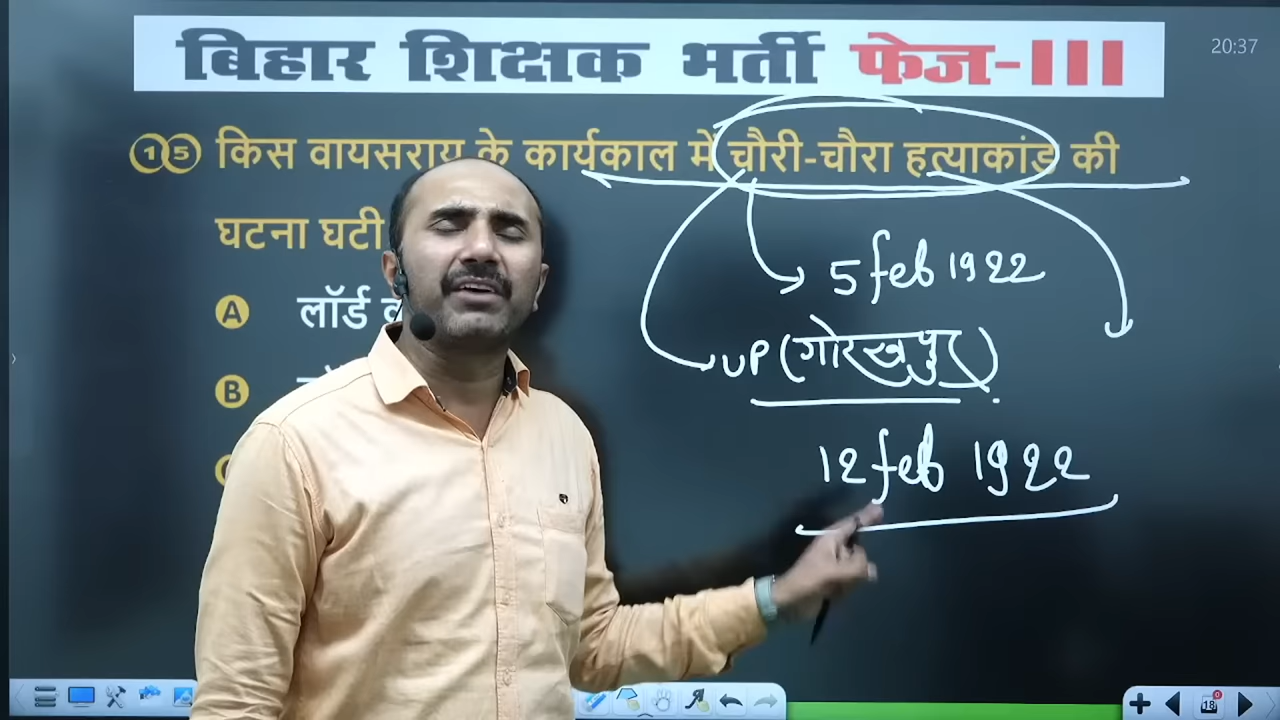 बिहार शिक्षक भर्ती फेज-III
20:37
15 किस वायसराय के कार्यकाल में चौरी-चौरा हत्याकांड की
घटना घटी
5 feb 1922
A लॉर्ड
UP (गोरखपुर)
B
12 feb 1922
18